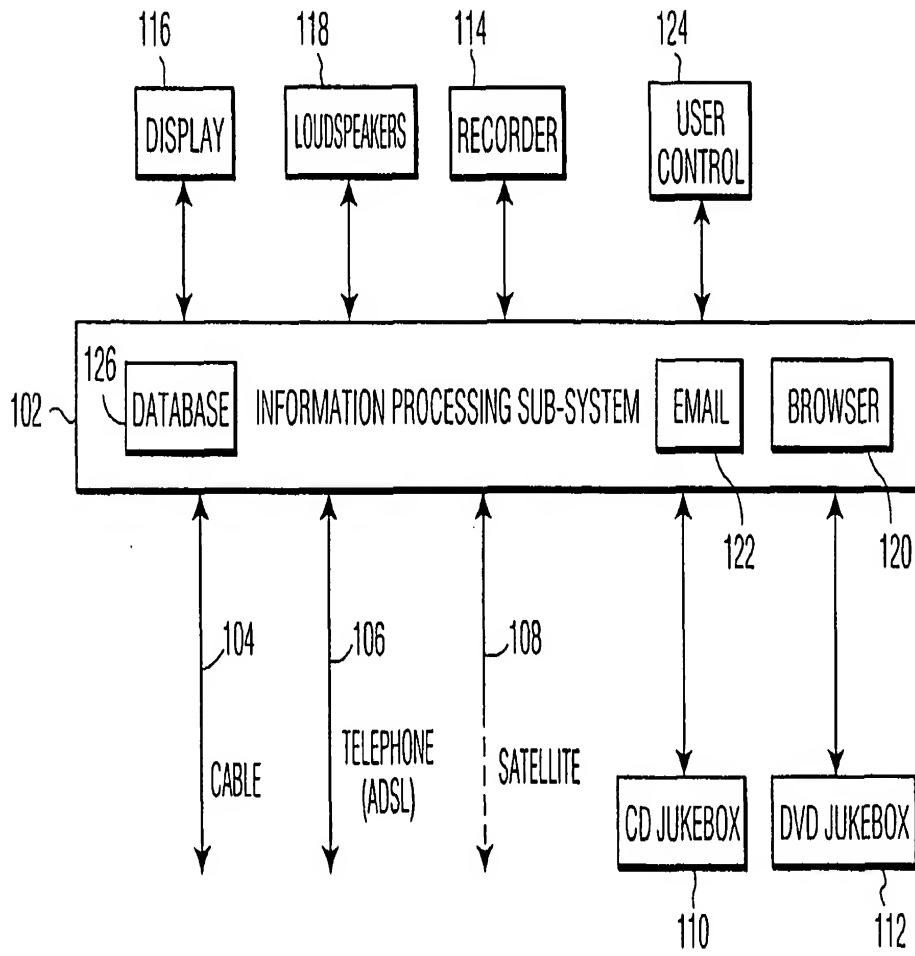 116
118
114
124
DISPLAY
LOUDSPEAKERS
RECORDER
USER
CONTROL
102
126
DATABASE
INFORMATION PROCESSING SUB-SYSTEM
EMAIL
BROWSER
122
120
104
106
108
CABLE
TELEPHONE
(ADSL)
SATELLITE
CD JUKEBOX
DVD JUKEBOX
110
112